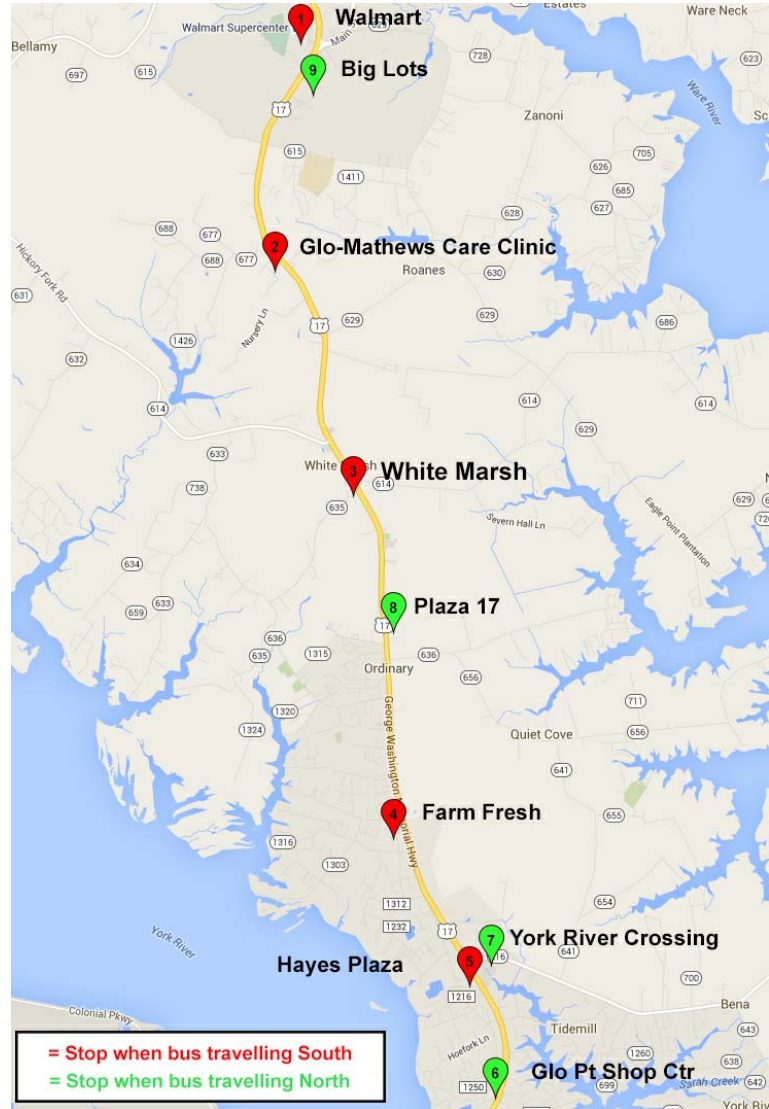 Estates
Ware Neck
1
Walmart
Walmart Supercenter
Main
629
Bellamy
615
697
9
Big Lots
728
623
17
Zanoni
Ware River
615
1411
626
705
685
627
628
688
677
688
677
2
Glo-Mathews Care Clinic
Roanes
630
Hickory Fork Rd
631
Nursery Ln
17
629
629
686
1426
632
614
614
614
629
633
White Marsh
3
White Marsh
614
738
635
Severn Hall Ln
Eagle Point Plantation
629
634
659
633
8
Plaza 17
17
636
635
1315
Ordinary
636
656
1320
1324
George Washington Memorial Hwy
711
Quiet Cove
656
641
4
Farm Fresh
655
1316
1303
1312
1232
654
York River
17
7
York River Crossing
641
Hayes Plaza
5
1216
700
Bena
Colonial Pkwy
Tidemill
643
Hoefork Ln
1260
638
= Stop when bus travelling South
= Stop when bus travelling North
1250
6
Glo Pt Shop Ctr
699
Sarah Creek
648
York Riv